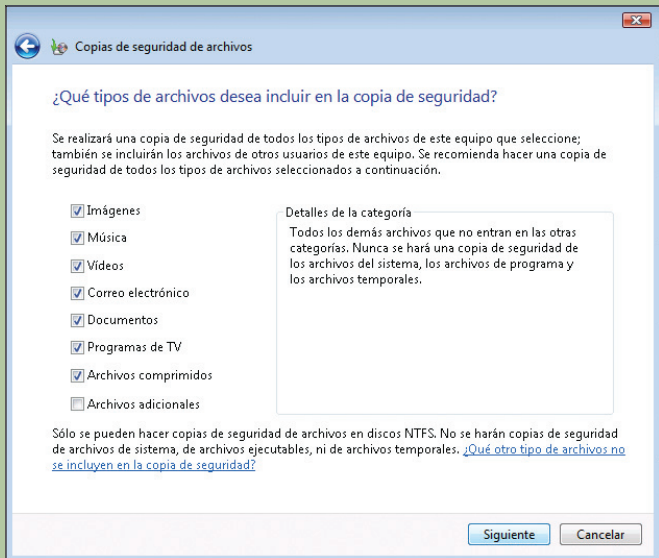 Copias de seguridad de archivos
¿Qué tipos de archivos desea incluir en la copia de seguridad?
Se realizará una copia de seguridad de todos los tipos de archivos de este equipo que seleccione;
también se incluirán los archivos de otros usuarios de este equipo. Se recomienda hacer una copia de
seguridad de todos los tipos de archivos seleccionados a continuación.
Imágenes
Música
Vídeos
Correo electrónico
Documentos
Programas de TV
Archivos comprimidos
Archivos adicionales
Detalles de la categoría
Todos los demás archivos que no entran en las otras
categorías. Nunca se hará una copia de seguridad de
los archivos del sistema, los archivos de programa y
los archivos temporales.
Sólo se pueden hacer copias de seguridad de archivos en discos NTFS. No se harán copias de seguridad
de archivos de sistema, de archivos ejecutables, ni de archivos temporales. ¿Qué otro tipo de archivos no
se incluyen en la copia de seguridad?
Siguiente
Cancelar